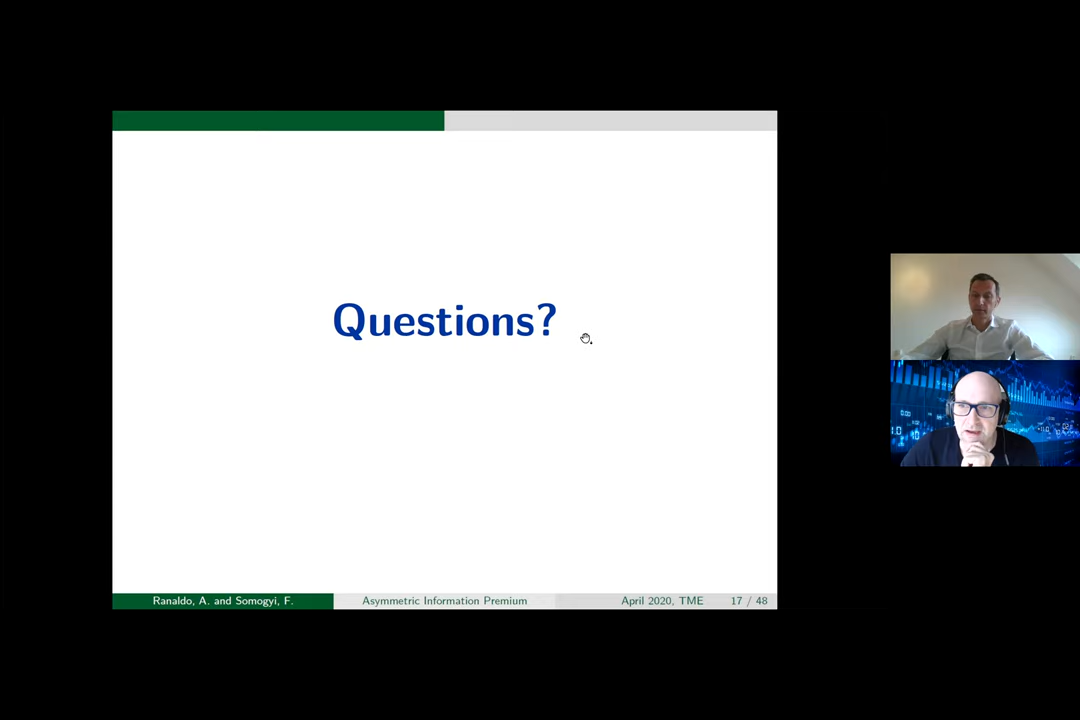 Questions?
Ranaldo, A. and Somogyi, F. Asymmetric Information Premium April 2020, TME 17 / 48